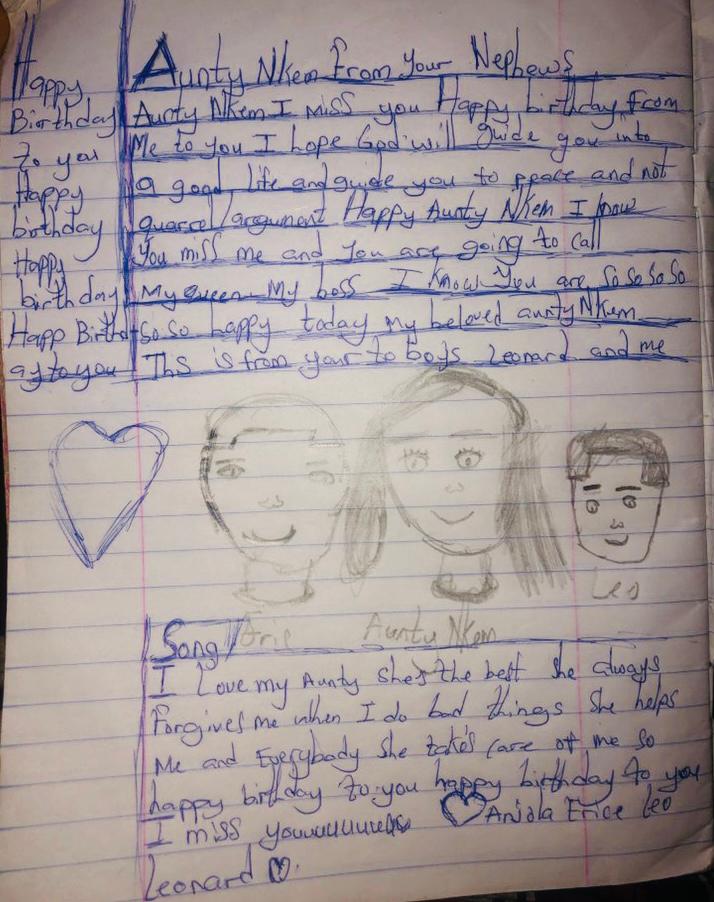 Happy
Birthday
to you
Happy
birthday
Happy
birthday
Happ Birthd
ay to you
Aunty Nkem From Your Nephews
Aunty Nkem I miss you Happy birthday from
Me to you I hope God will guide you into
a good life and guide you to peace and not
quarrel/argument Happy Aunty Nkem I know
You miss me and You are going to call
My Queen My boss I know You are so so so so
so so happy today my beloved aunty Nkem
Ths is from your to boys Leonard and me
Leo
Eric Aunty Nkem
Song
I Love my Aunty she's the best she always
Forgives me when I do bad things she helps
Me and Everybody she takes care of me so
happy birthday to you happy birthday to you
I miss youuuuuuu Anjola Erice Leo
Leonard